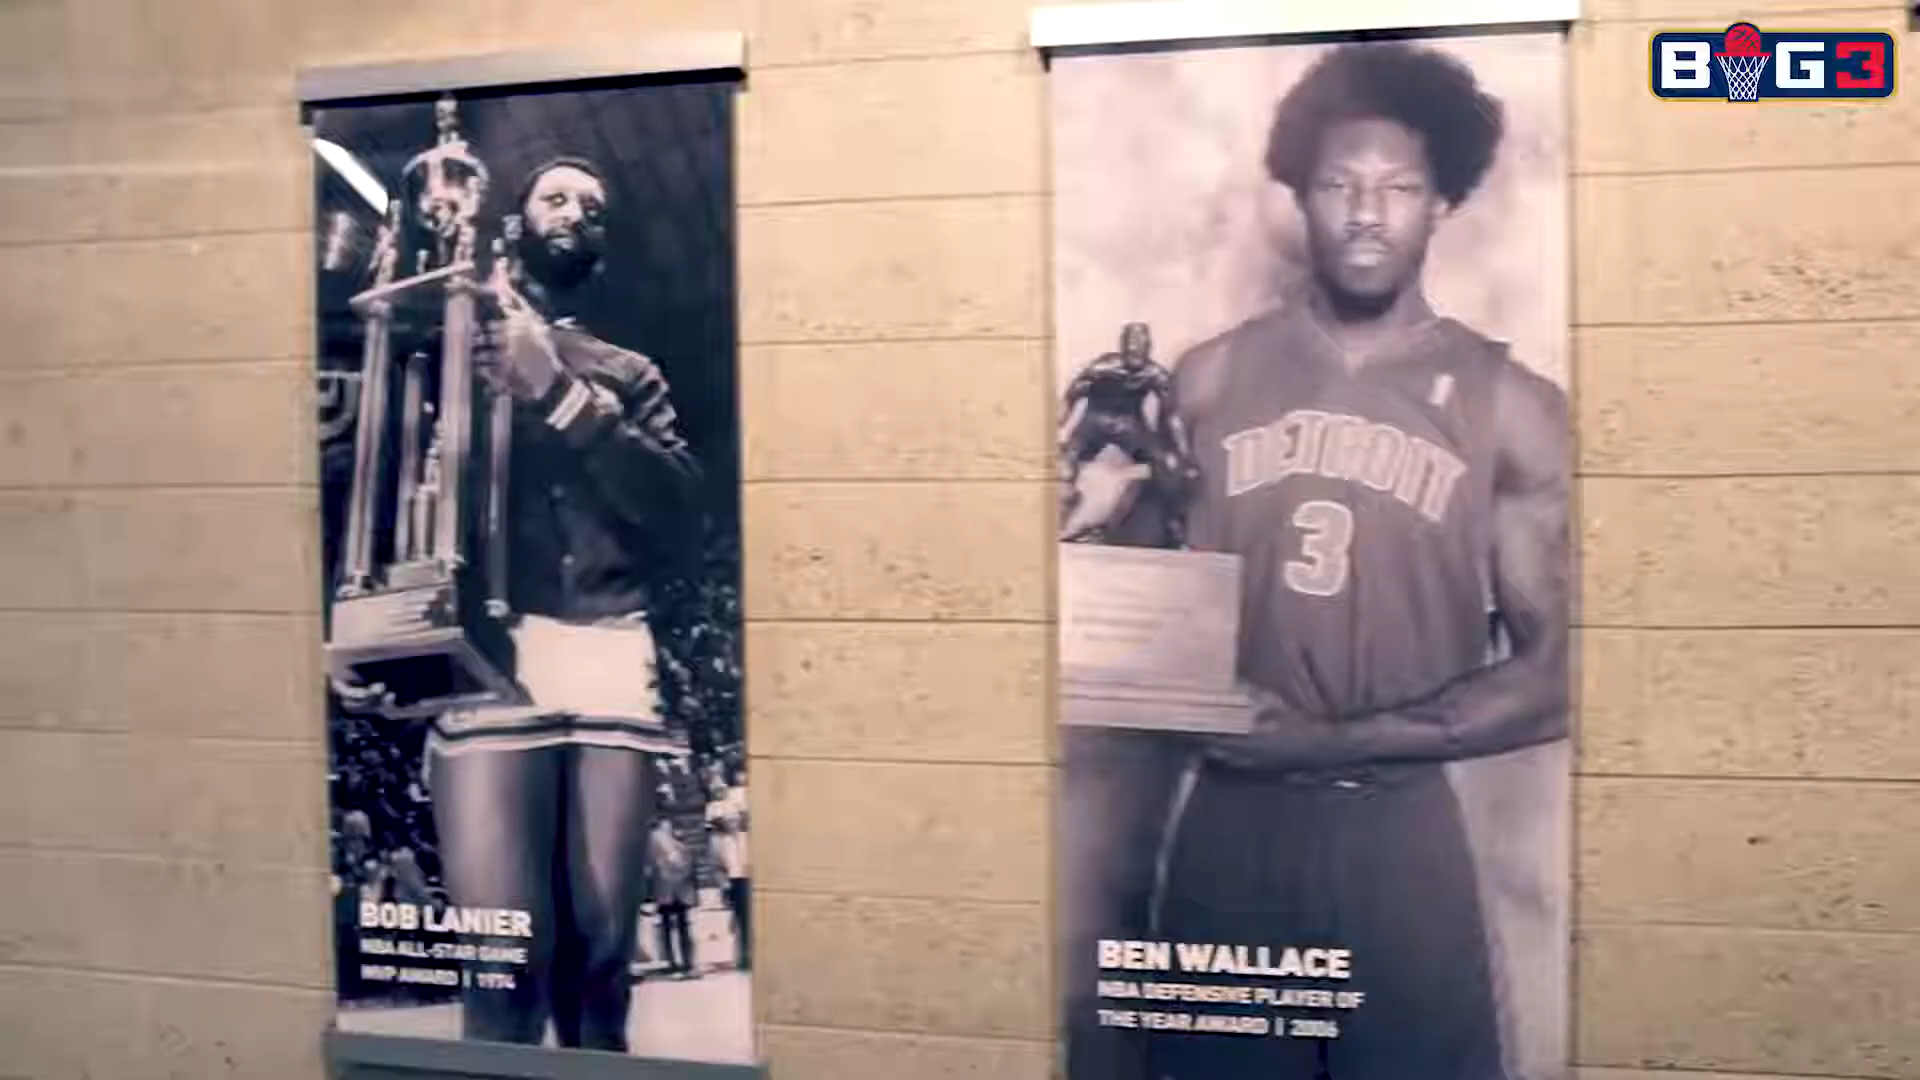 BIG3
BOB LANIER
NBA ALL-STAR GAME
MVP AWARD | 1974
DETROIT
3
BEN WALLACE
NBA DEFENSIVE PLAYER OF
THE YEAR AWARD | 2006